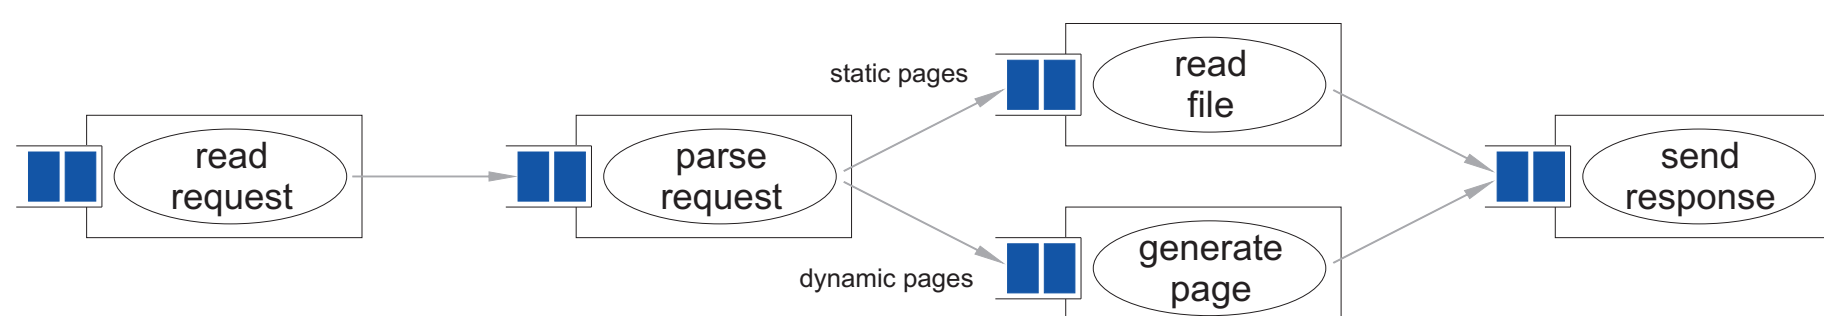 read
request
parse
request
static pages
dynamic pages
read
file
generate
page
send
response